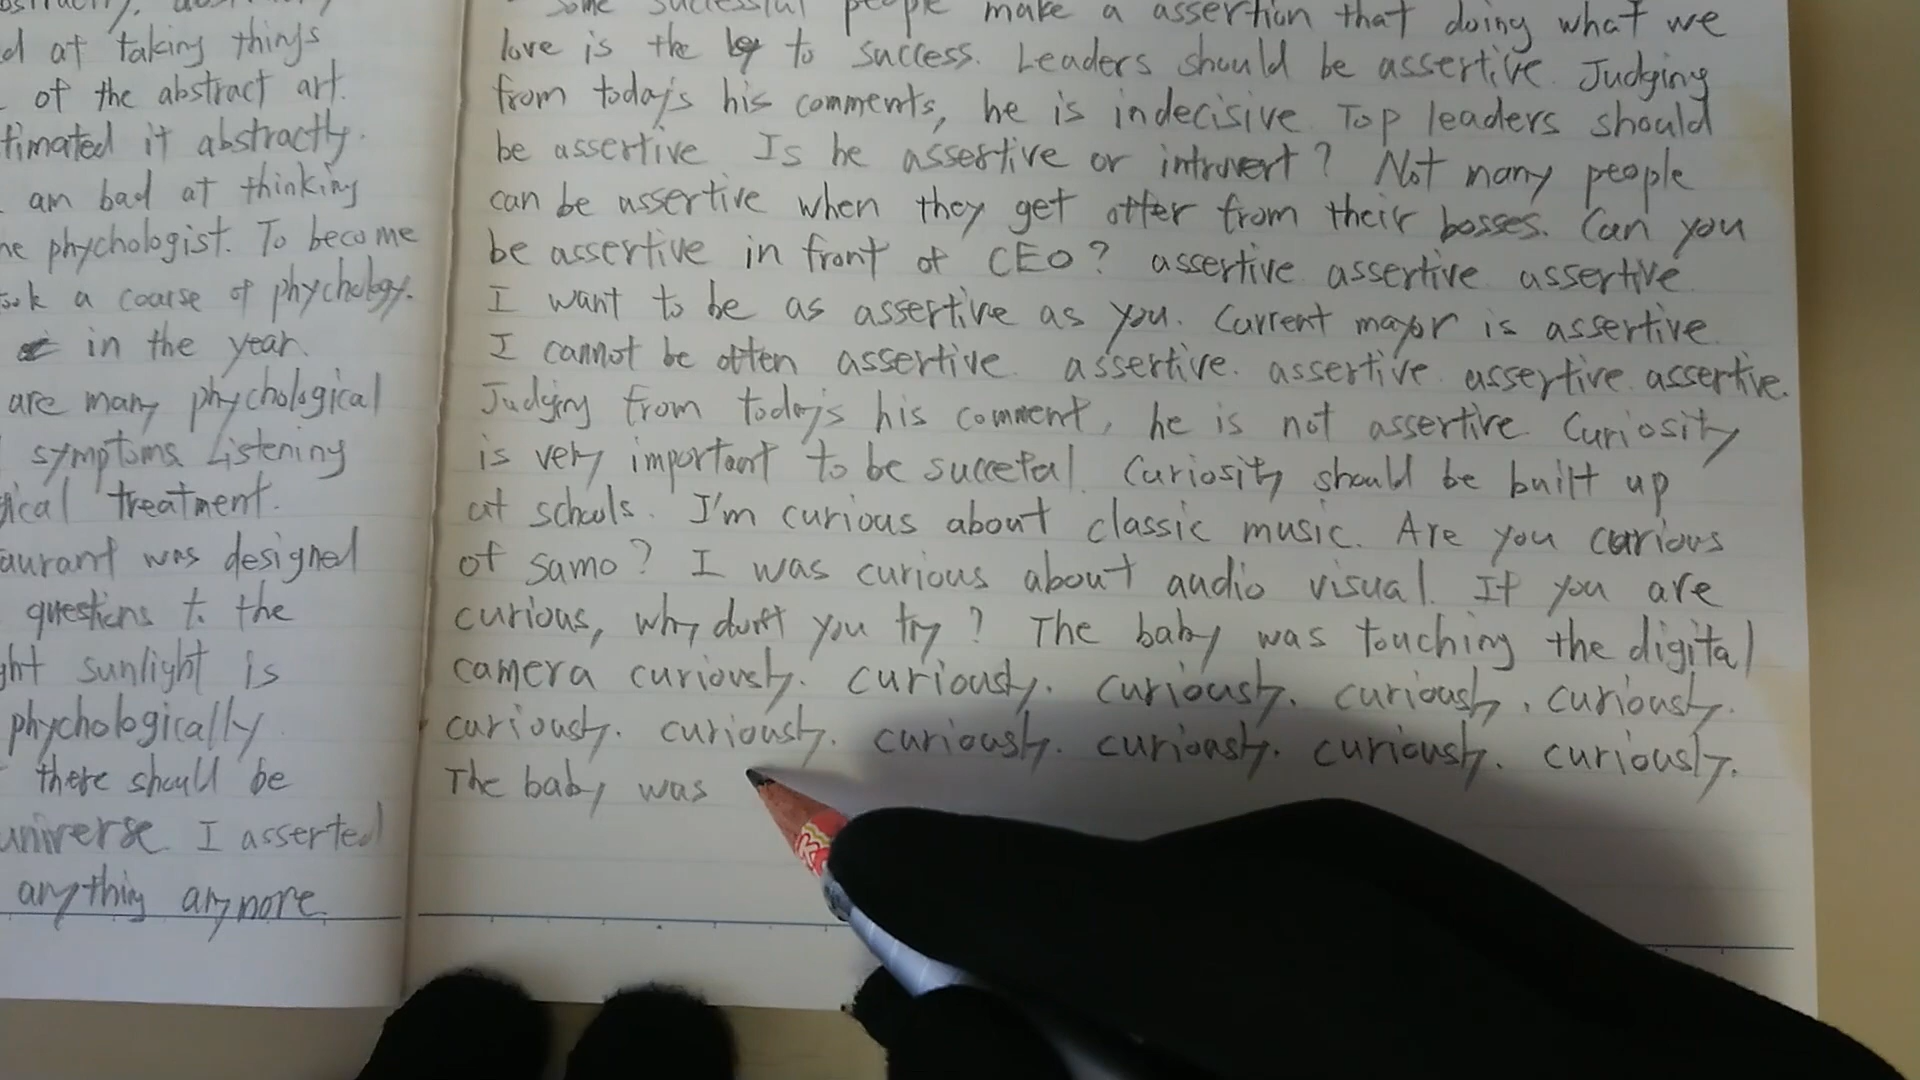 d at taking things
of the abstract art.
timated it abstractly.
am bad at thinking
he phychologist. To become
ook a coarse of phychology.
in the year.
are many phychological
symptoms. Listening
gical treatment.
aurant was designed
questions to the
ght sunlight is
phychologically
there should be
universe I asserted
anything anymore.
some successful people make a assertion that doing what we
love is the to success. Leaders should be assertive. Judging
from today's his comments, he is indecisive. Top leaders should
be assertive. Is he assertive or introvert? Not many people
can be assertive when they get offer from their bosses. Can you
be assertive in front of CEO? assertive assertive assertive.
I want to be as assertive as you. Current mayor is assertive.
I cannot be often assertive. assertive. assertive. assertive. assertive.
Judging from today's his comment, he is not assertive. Curiosity
is very important to be succeful. Curiosity should be built up
at schools. I'm curious about classic music. Are you curious
of sumo? I was curious about audio visual. If you are
curious, why don't you try? The baby was touching the digital
camera curiously. curiously. curiously. curiously. curiously.
curiously. curiously. curiously. curiously. curiously. curiously.
The baby was